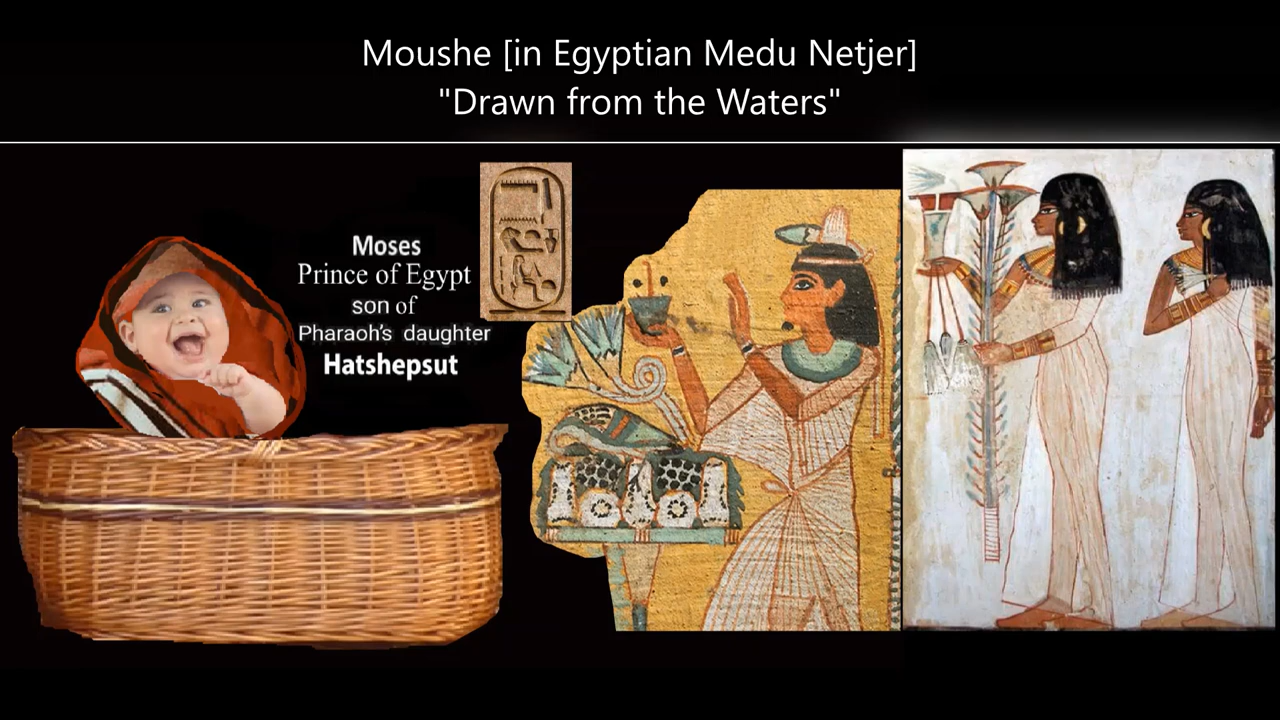 Moushe [in Egyptian Medu Netjer]
"Drawn from the Waters"
Moses
Prince of Egypt
son of
Pharaoh's daughter
Hatshepsut